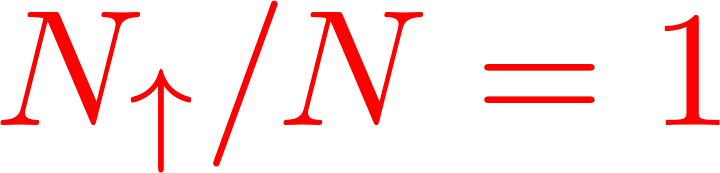 N↑/N = 1